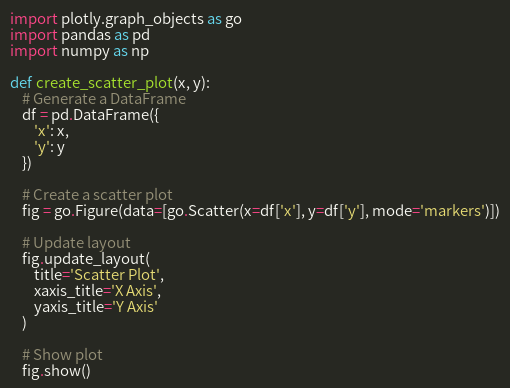 import plotly.graph_objects as go
import pandas as pd
import numpy as np

def create_scatter_plot(x, y):
    # Generate a DataFrame
    df = pd.DataFrame({
        'x': x,
        'y': y
    })

    # Create a scatter plot
    fig = go.Figure(data=[go.Scatter(x=df['x'], y=df['y'], mode='markers')])

    # Update layout
    fig.update_layout(
        title='Scatter Plot',
        xaxis_title='X Axis',
        yaxis_title='Y Axis'
    )

    # Show plot
    fig.show()